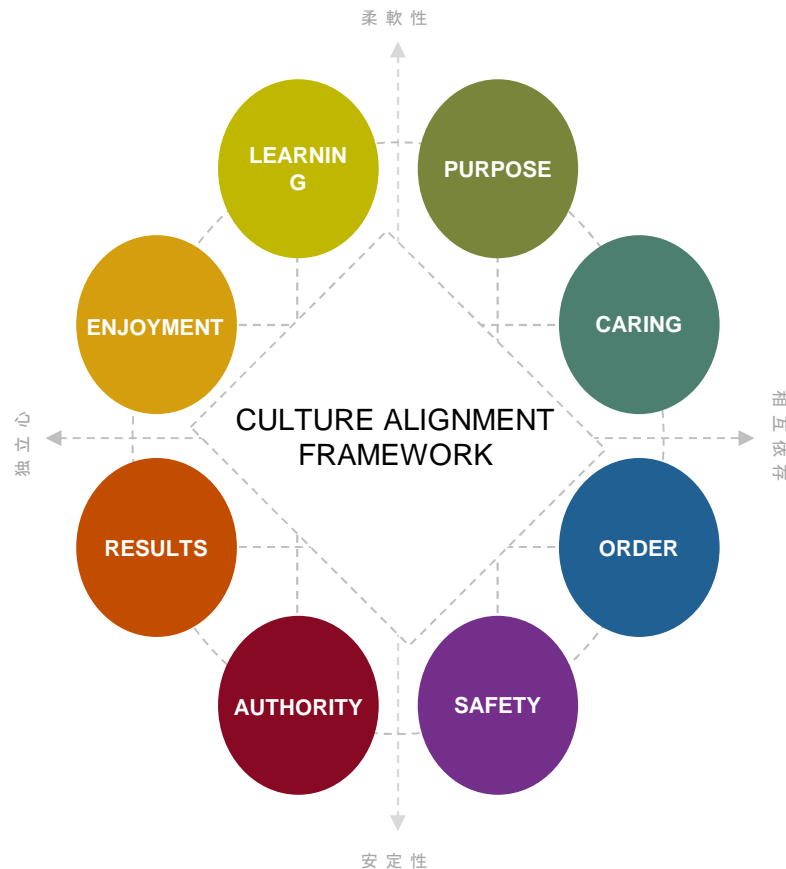 柔軟性
LEARNIN
G
PURPOSE
ENJOYMENT
CARING
CULTURE ALIGNMENT
FRAMEWORK
独立心
相互依存
RESULTS
ORDER
AUTHORITY
SAFETY
安定性